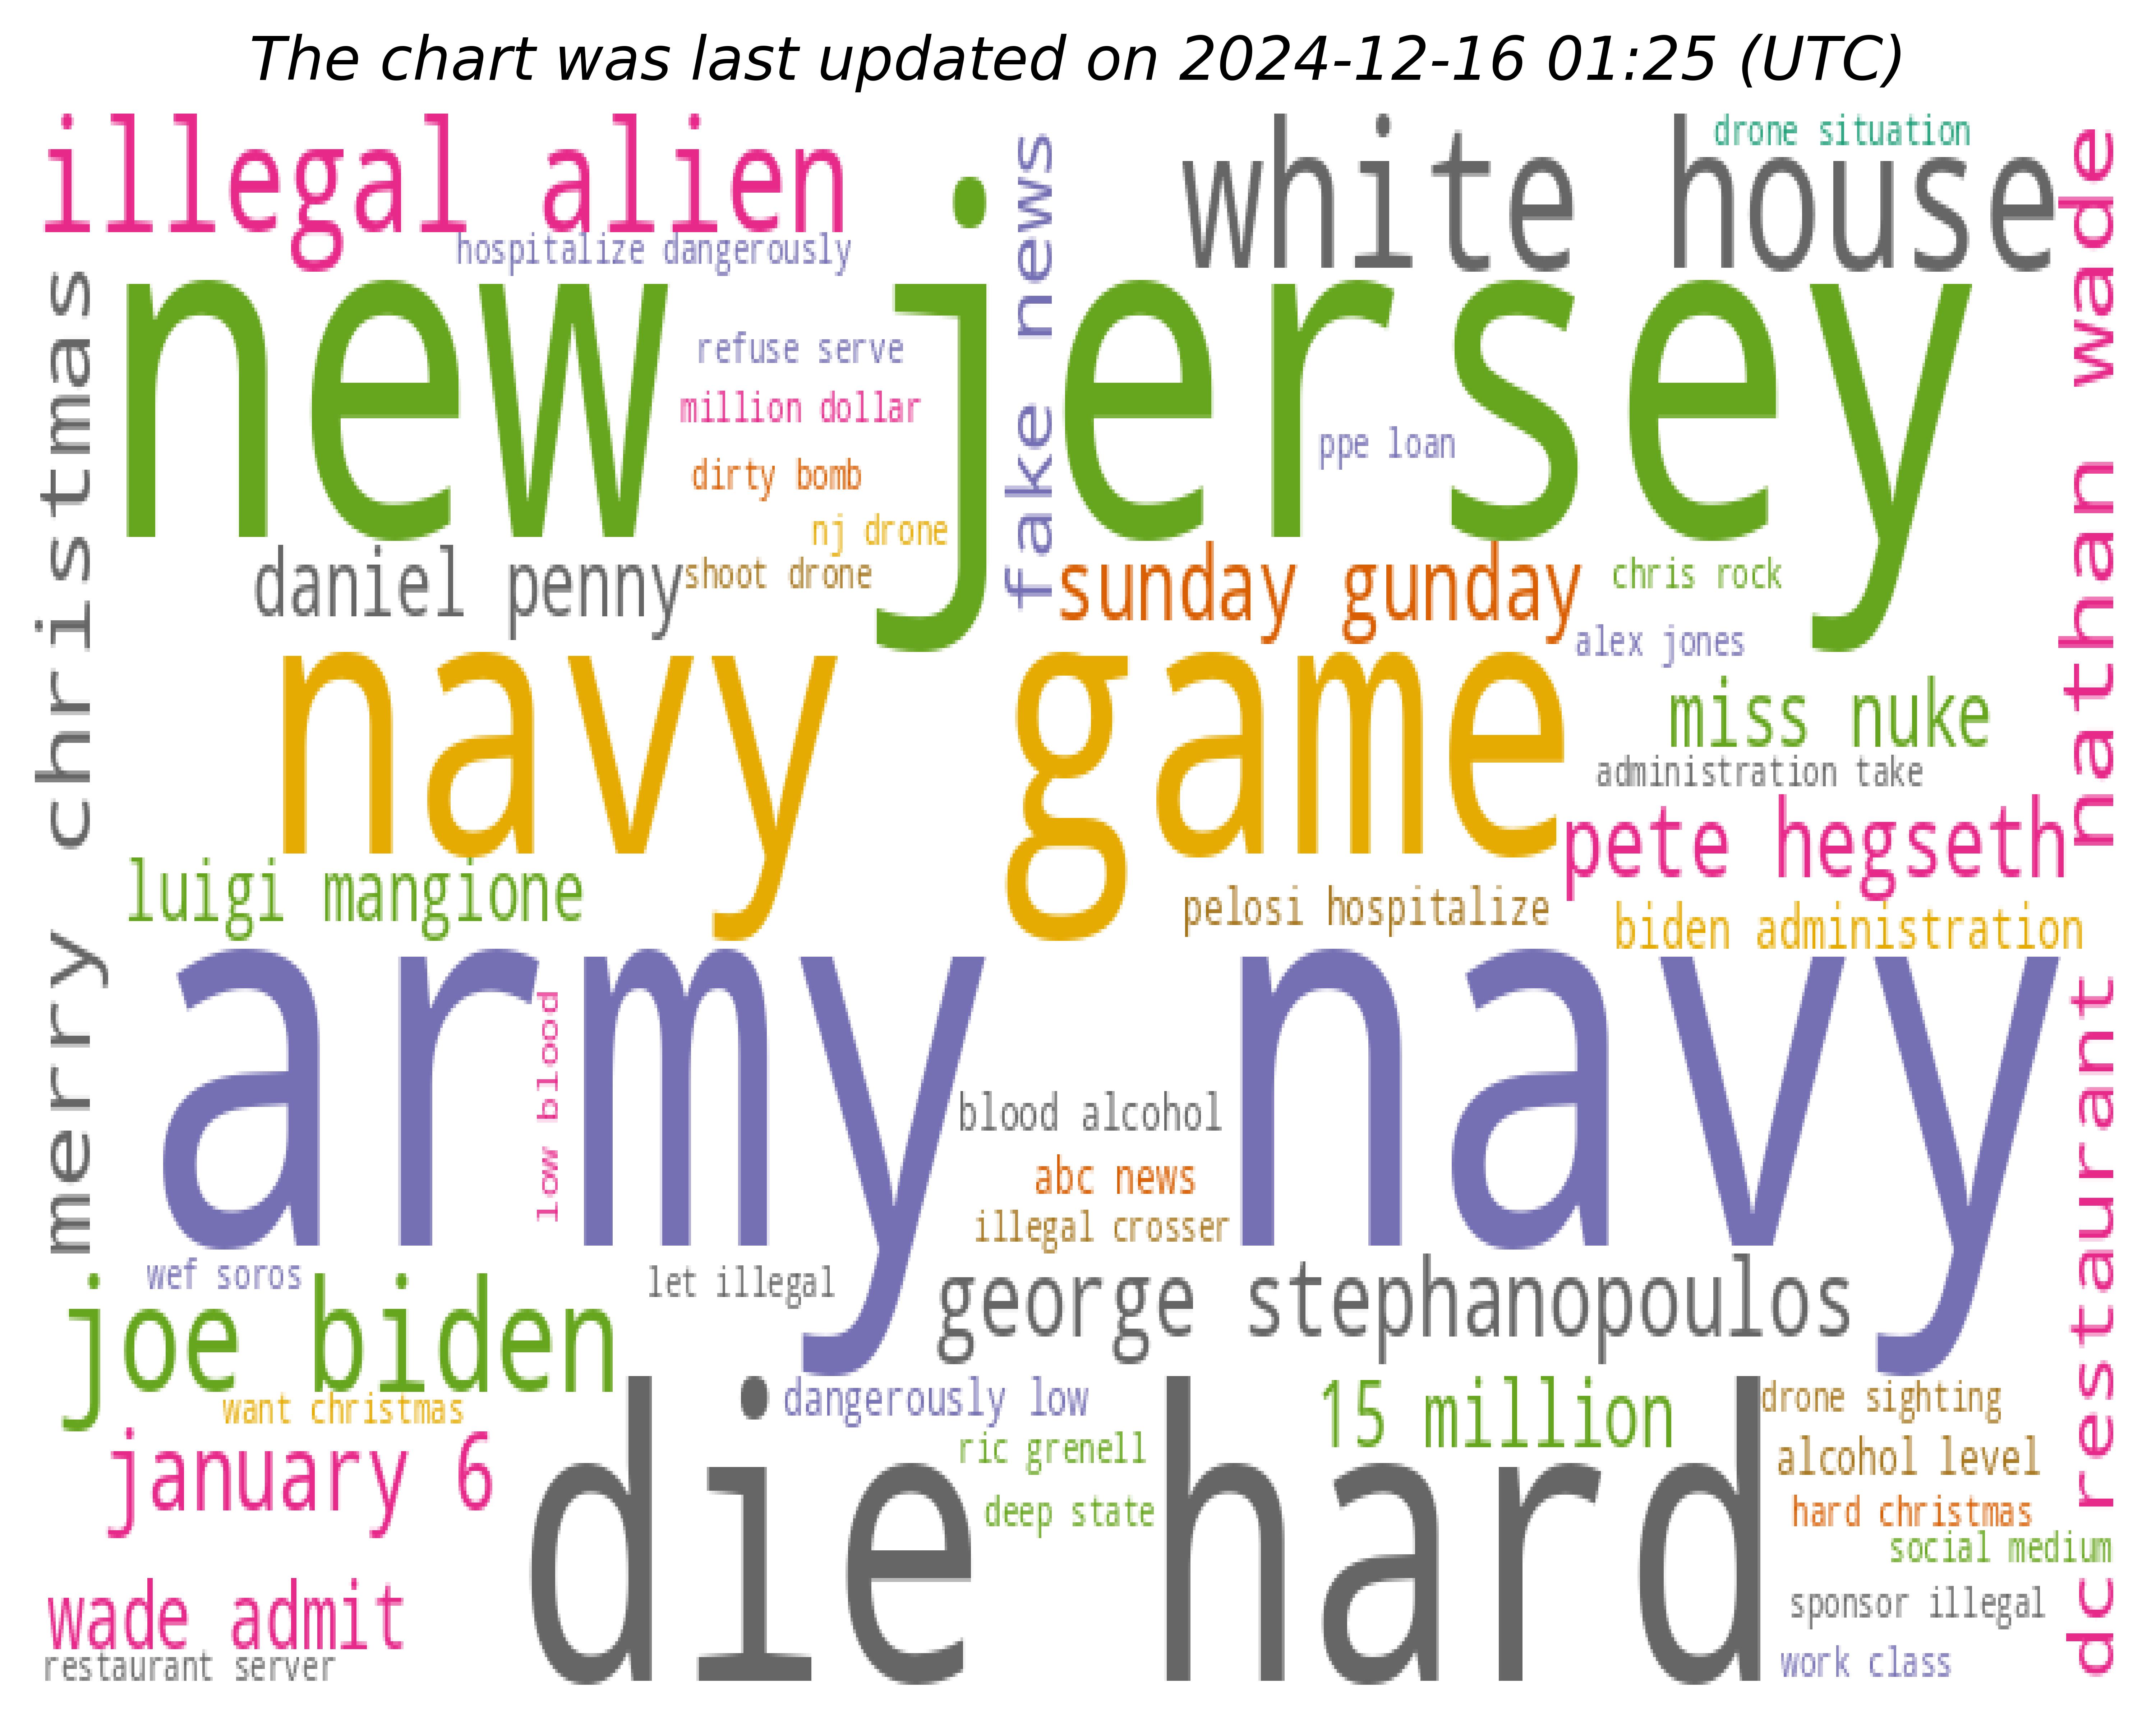 The chart was last updated on 2024-12-16 01:25 (UTC)
illegal alien
white house
drone situation
hospitalize dangerously
fake news
nathan wade
merry christmas
new jersey
refuse serve
million dollar
dirty bomb
ppe loan
nj drone
daniel penny
shoot drone
sunday gunday
chris rock
alex jones
navy game
miss nuke
administration take
pete hegseth
luigi mangione
pelosi hospitalize
biden administration
army navy
low blood
dc restaurant
blood alcohol
abc news
illegal crosser
wef soros
let illegal
george stephanopoulos
joe biden
want christmas
dangerously low
15 million
drone sighting
ric grenell
alcohol level
january 6
deep state
hard christmas
die hard
social medium
wade admit
sponsor illegal
restaurant server
work class